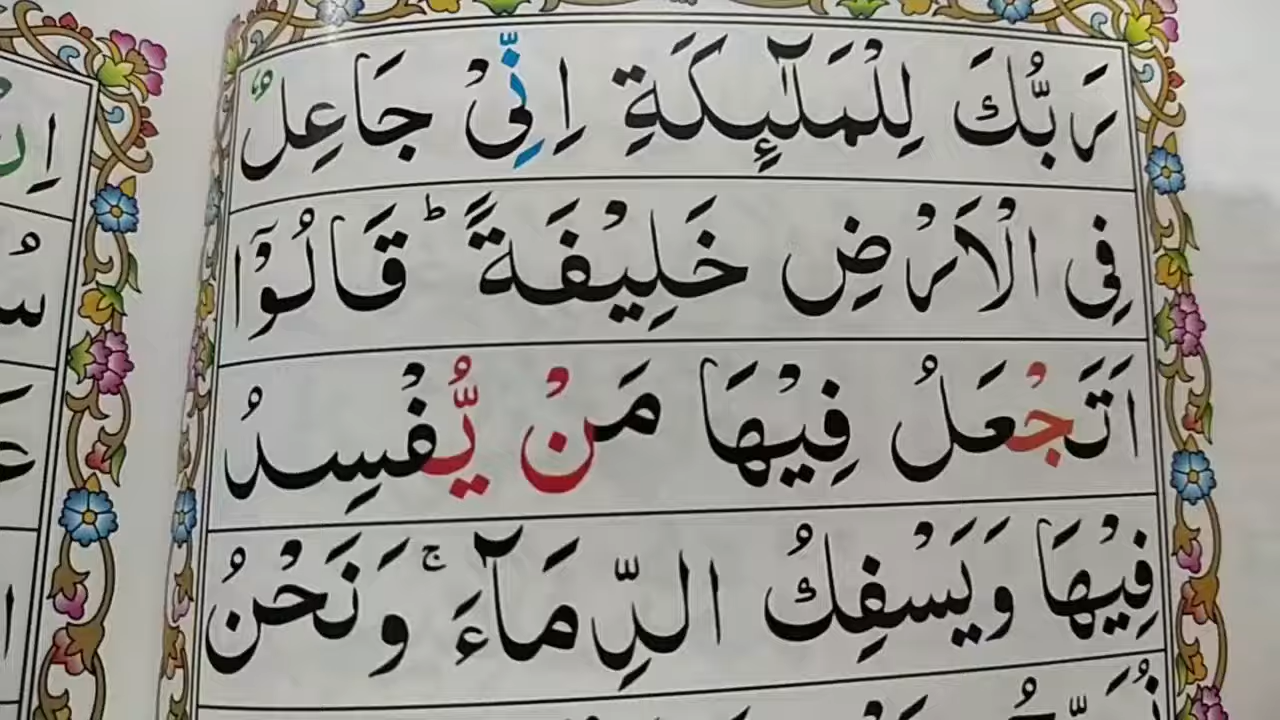 رَبُّكَ لِلْمَلٰٓئِكَةِ اِنِّیْ جَاعِلٌ
فِی الْاَرْضِ خَلِیْفَةً ؕ قَالُوْۤا
اَتَجْعَلُ فِیْهَا مَنْ یُّفْسِدُ
فِیْهَا وَیَسْفِكُ الدِّمَآءَ ۚ وَنَحْنُ